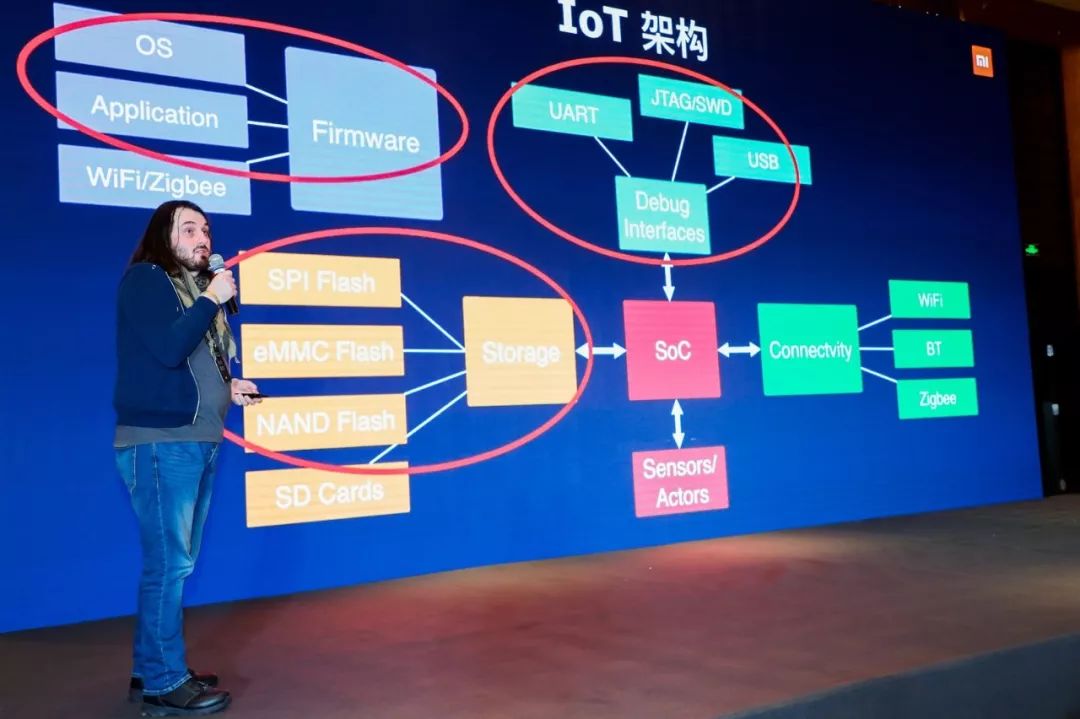 IoT 架构
mi
OS
Application
WiFi/Zigbee
Firmware
UART
JTAG/SWD
USB
Debug
Interfaces
SPI Flash
eMMC Flash
NAND Flash
SD Cards
Storage
SoC
Connectvity
WiFi
BT
Zigbee
Sensors/
Actors